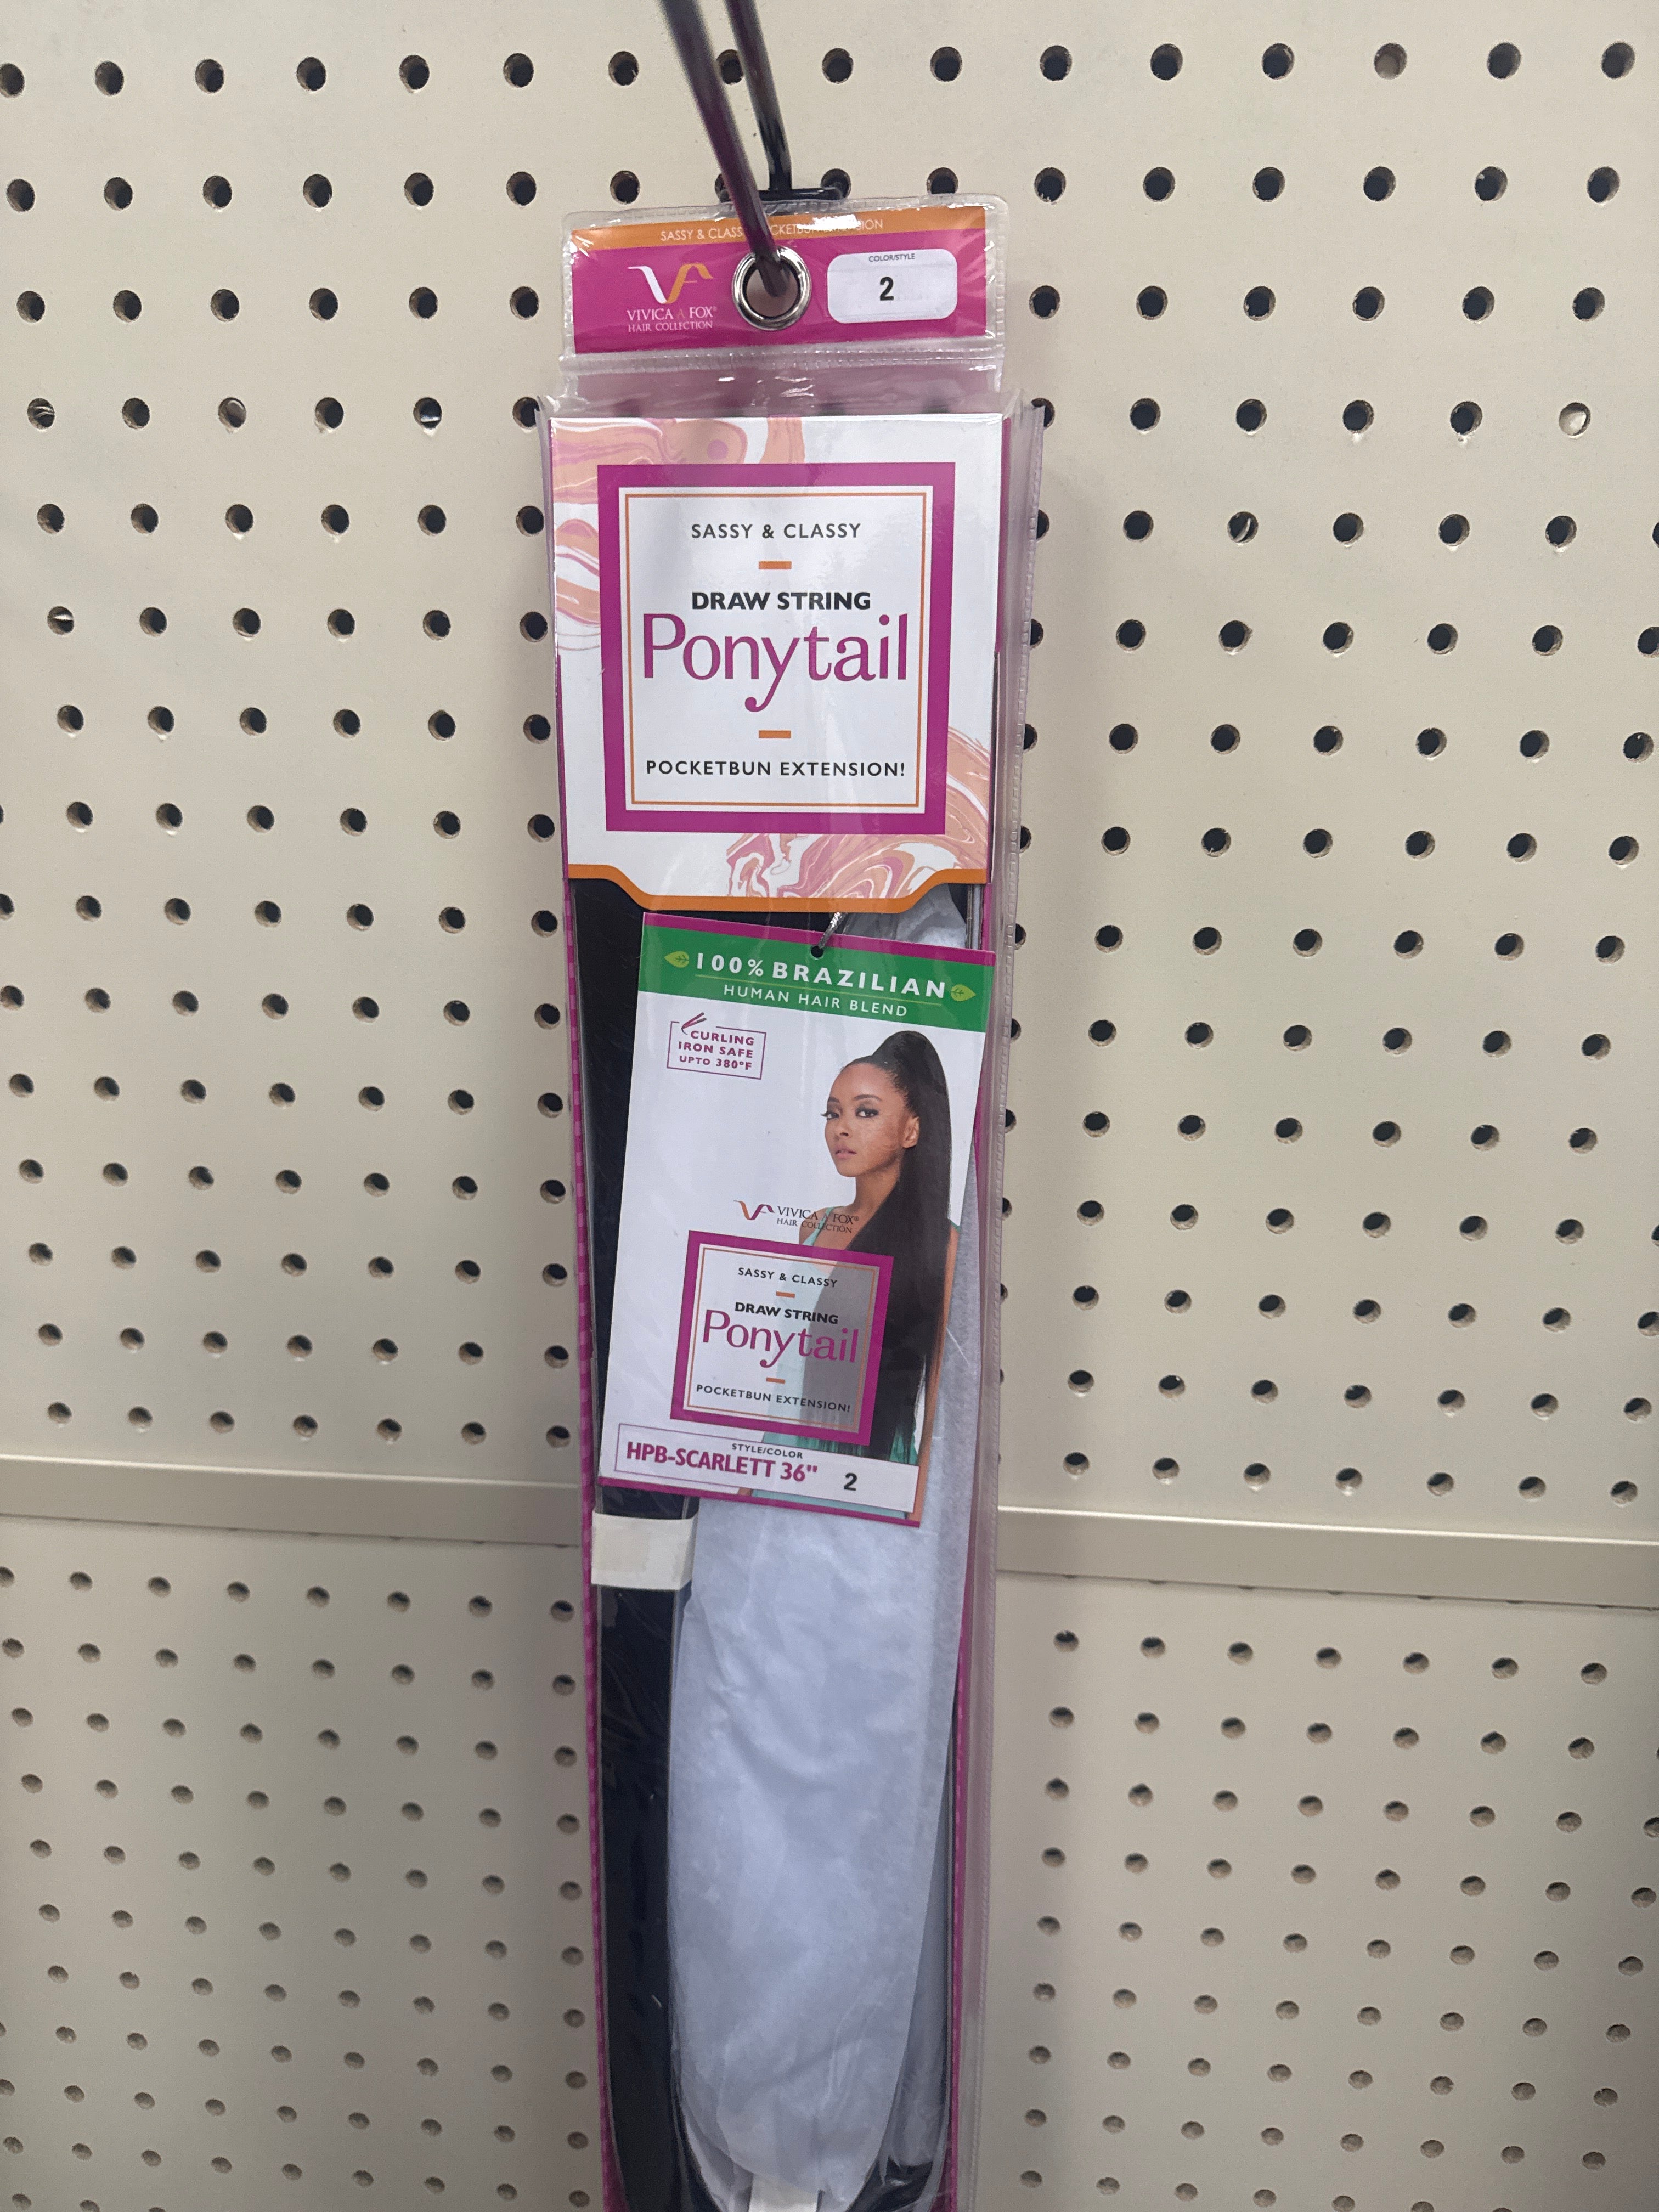 SASSY & CLASS
VIVICA A FOX®
HAIR COLLECTION
COLOR/STYLE
2
SASSY & CLASSY
DRAW STRING
Ponytail
POCKETBUN EXTENSION!
100% BRAZILIAN
HUMAN HAIR BLEND
CURLING
IRON SAFE
UPTO 380°F
VIVICA A FOX®
HAIR COLLECTION
SASSY & CLASSY
DRAW STRING
Ponytail
POCKETBUN EXTENSION!
STYLE/COLOR
HPB-SCARLETT 36" 2